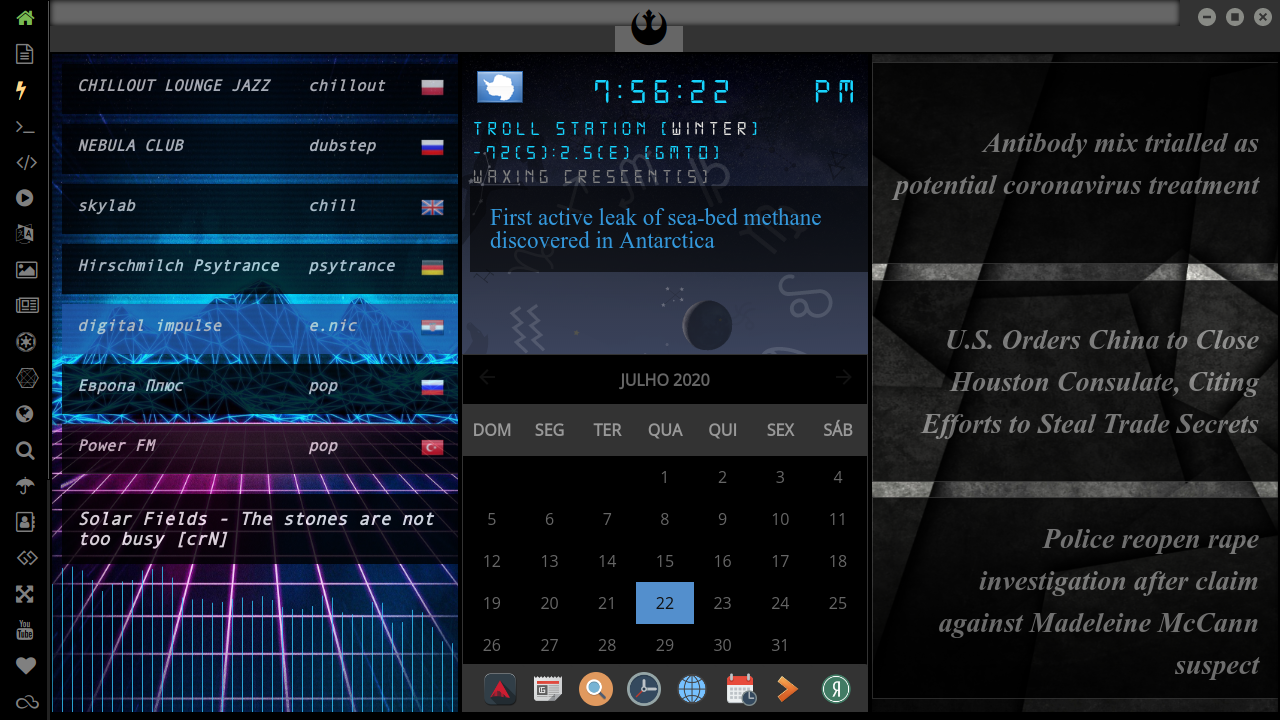 CHILLOUT LOUNGE JAZZ chillout
NEBULA CLUB dubstep
skylab chill
Hirschmilch Psytrance psytrance
digital impulse e.nic
Европа Плюс pop
Power FM pop
Solar Fields - The stones are not
too busy [crN]
7:56:22 PM
TROLL STATION [WINTER]
-72(S):2.5(E) [GMT0]
WAXING CRESCENT(S)
First active leak of sea-bed methane
discovered in Antarctica
JULHO 2020
DOM SEG TER QUA QUI SEX SÁB
1 2 3 4
5 6 7 8 9 10 11
12 13 14 15 16 17 18
19 20 21 22 23 24 25
26 27 28 29 30 31
Antibody mix trialled as
potential coronavirus treatment
U.S. Orders China to Close
Houston Consulate, Citing
Efforts to Steal Trade Secrets
Police reopen rape
investigation after claim
against Madeleine McCann
suspect
You
Tube
Я